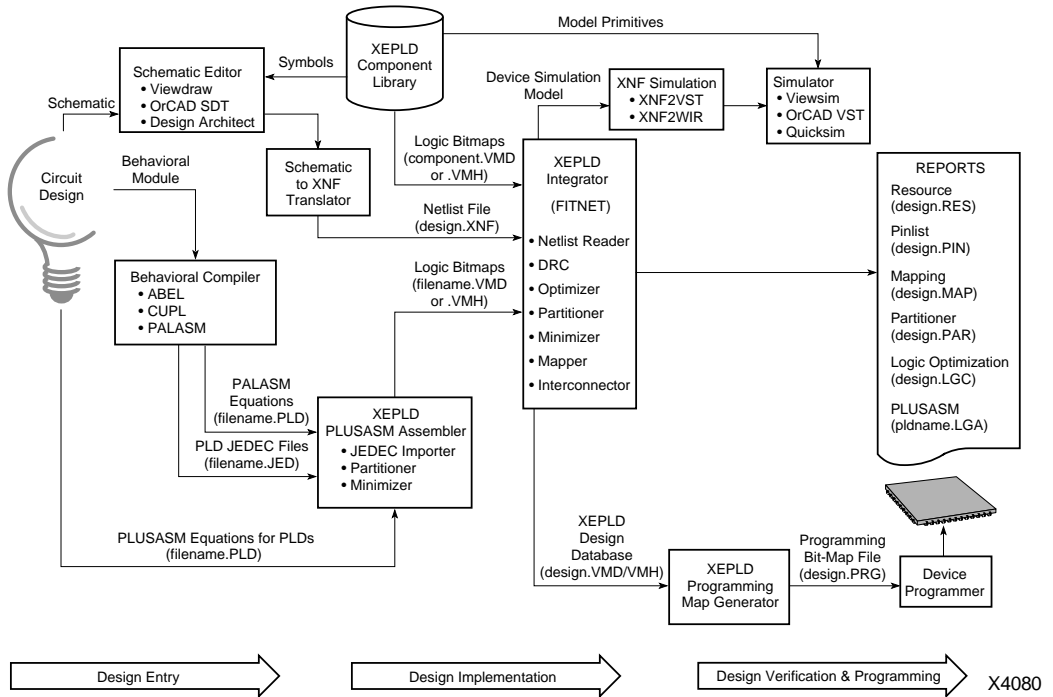 Model Primitives
XEPLD
Component
Library
Symbols
Schematic Editor
• Viewdraw
• OrCAD SDT
• Design Architect
Schematic
Device Simulation
Model
XNF Simulation
• XNF2VST
• XNF2WIR
Simulator
• Viewsim
• OrCAD VST
• Quicksim
Circuit
Design
Behavioral
Module
Schematic
to XNF
Translator
Logic Bitmaps
(component.VMD
or .VMH)
Netlist File
(design.XNF)
Logic Bitmaps
(filename.VMD
or .VMH)
XEPLD
Integrator
(FITNET)
• Netlist Reader
• DRC
• Optimizer
• Partitioner
• Minimizer
• Mapper
• Interconnector
REPORTS
Resource
(design.RES)
Pinlist
(design.PIN)
Mapping
(design.MAP)
Partitioner
(design.PAR)
Logic Optimization
(design.LGC)
PLUSASM
(pldname.LGA)
Behavioral Compiler
• ABEL
• CUPL
• PALASM
PALASM
Equations
(filename.PLD)
PLD JEDEC Files
(filename.JED)
XEPLD
PLUSASM Assembler
• JEDEC Importer
• Partitioner
• Minimizer
PLUSASM Equations for PLDs
(filename.PLD)
XEPLD
Design
Database
(design.VMD/VMH)
XEPLD
Programming
Map Generator
Programming
Bit-Map File
(design.PRG)
Device
Programmer
Design Entry
Design Implementation
Design Verification & Programming
X4080